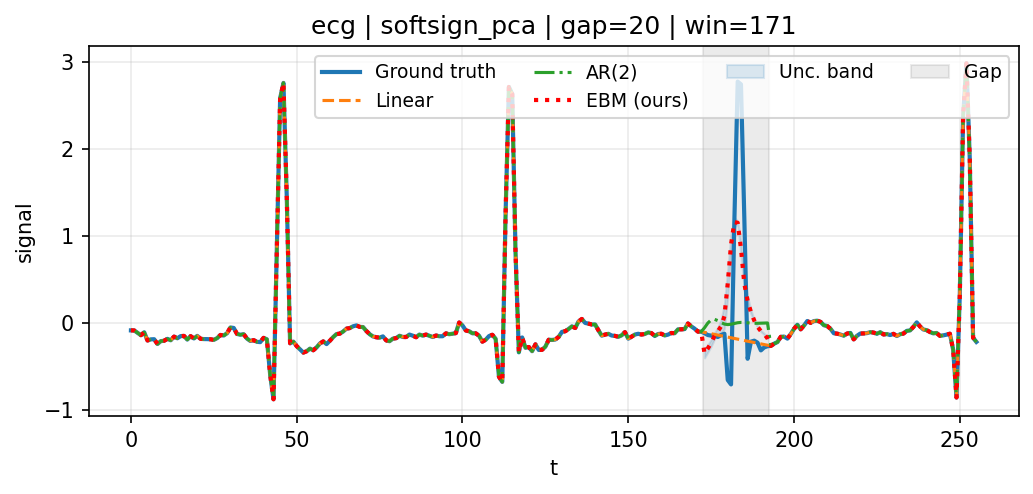 ecg | softsign_pca | gap=20 | win=171
Ground truth
Linear
AR(2)
EBM (ours)
Unc. band
Gap
3
2
1
0
−1
signal
0
50
100
150
200
250
t